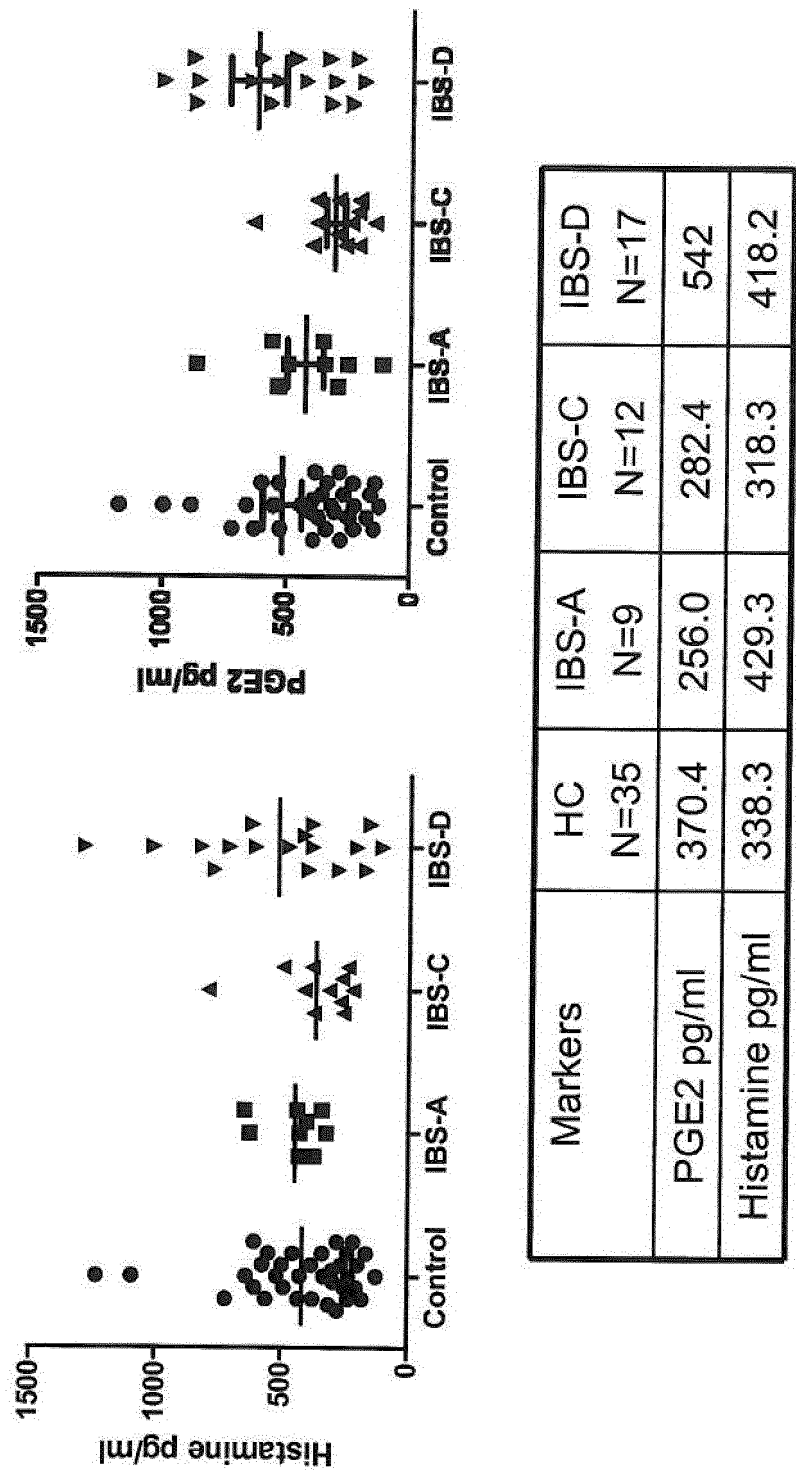 Histamine pg/ml
1500
1000
500
0
Control IBS-A IBS-C IBS-D
PGE2 pg/ml
1500
1000
500
0
Control IBS-A IBS-C IBS-D
Markers HC N=35 IBS-A N=9 IBS-C N=12 IBS-D N=17
PGE2 pg/ml 370.4 256.0 282.4 542
Histamine pg/ml 338.3 429.3 318.3 418.2